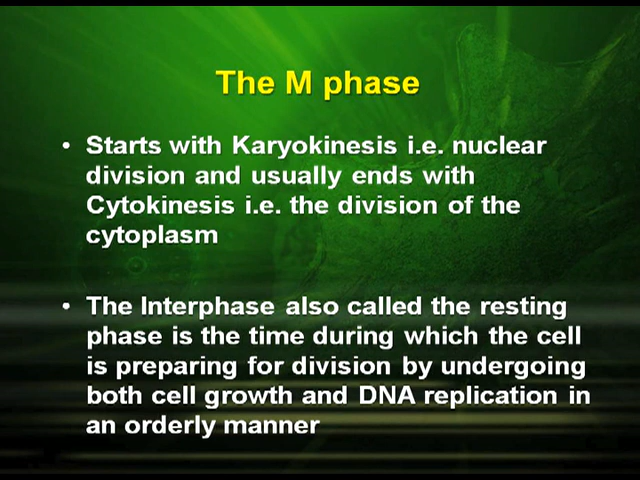 The M phase
• Starts with Karyokinesis i.e. nuclear
division and usually ends with
Cytokinesis i.e. the division of the
cytoplasm
• The Interphase also called the resting
phase is the time during which the cell
is preparing for division by undergoing
both cell growth and DNA replication in
an orderly manner